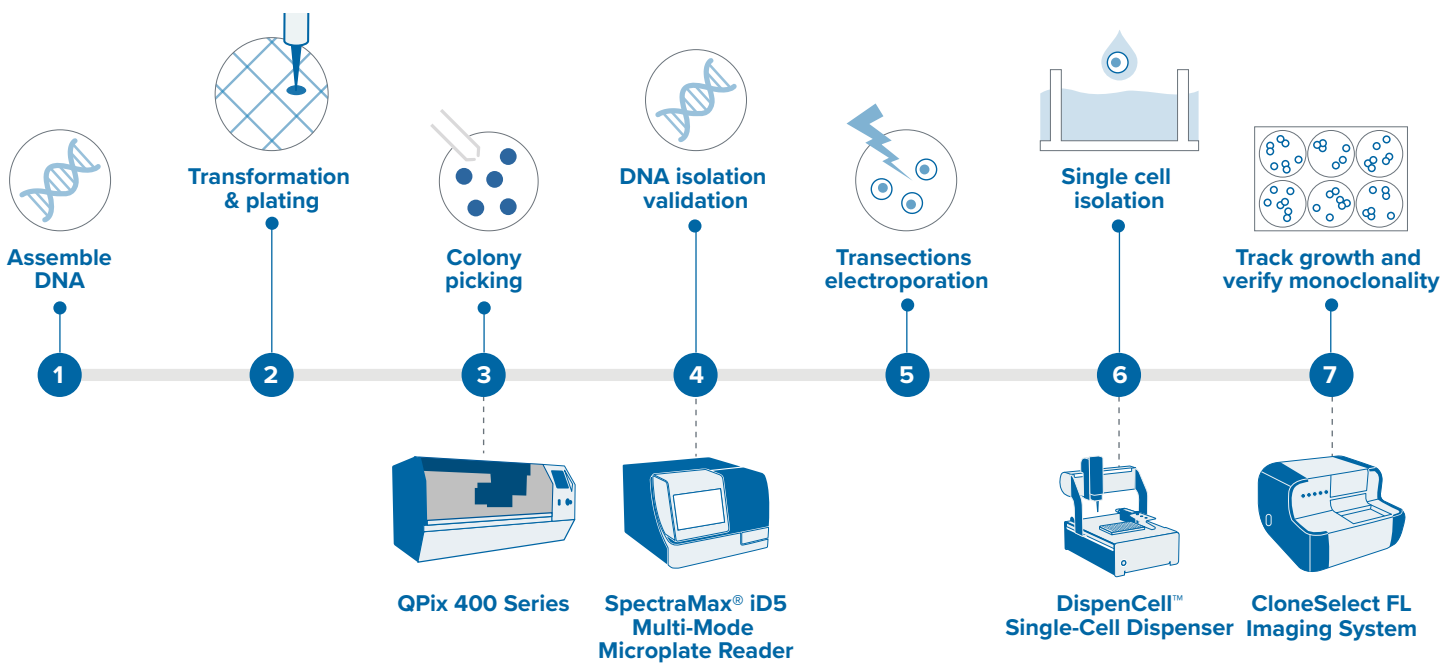 Assemble
DNA
1
Transformation
& plating
2
Colony
picking
3
QPix 400 Series
DNA isolation
validation
4
SpectraMax® iD5
Multi-Mode
Microplate Reader
Transections
electroporation
5
Single cell
isolation
6
DispenCell™
Single-Cell Dispenser
Track growth and
verify monoclonality
7
CloneSelect FL
Imaging System